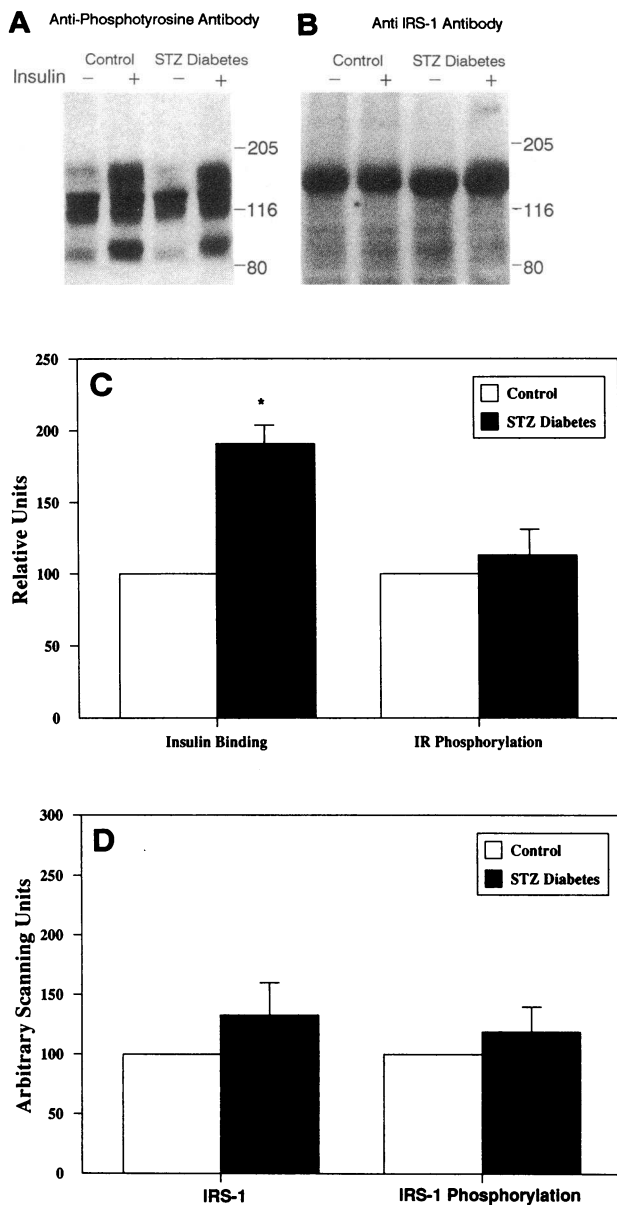 A
Anti-Phosphotyrosine Antibody
Control STZ Diabetes
Insulin − + − +
205
116
80
B
Anti IRS-1 Antibody
Control STZ Diabetes
− + − +
205
116
80
C
Control
STZ Diabetes
*
Relative Units
250
200
150
100
50
0
Insulin Binding IR Phosphorylation
D
Control
STZ Diabetes
Arbitrary Scanning Units
300
250
200
150
100
50
0
IRS-1 IRS-1 Phosphorylation